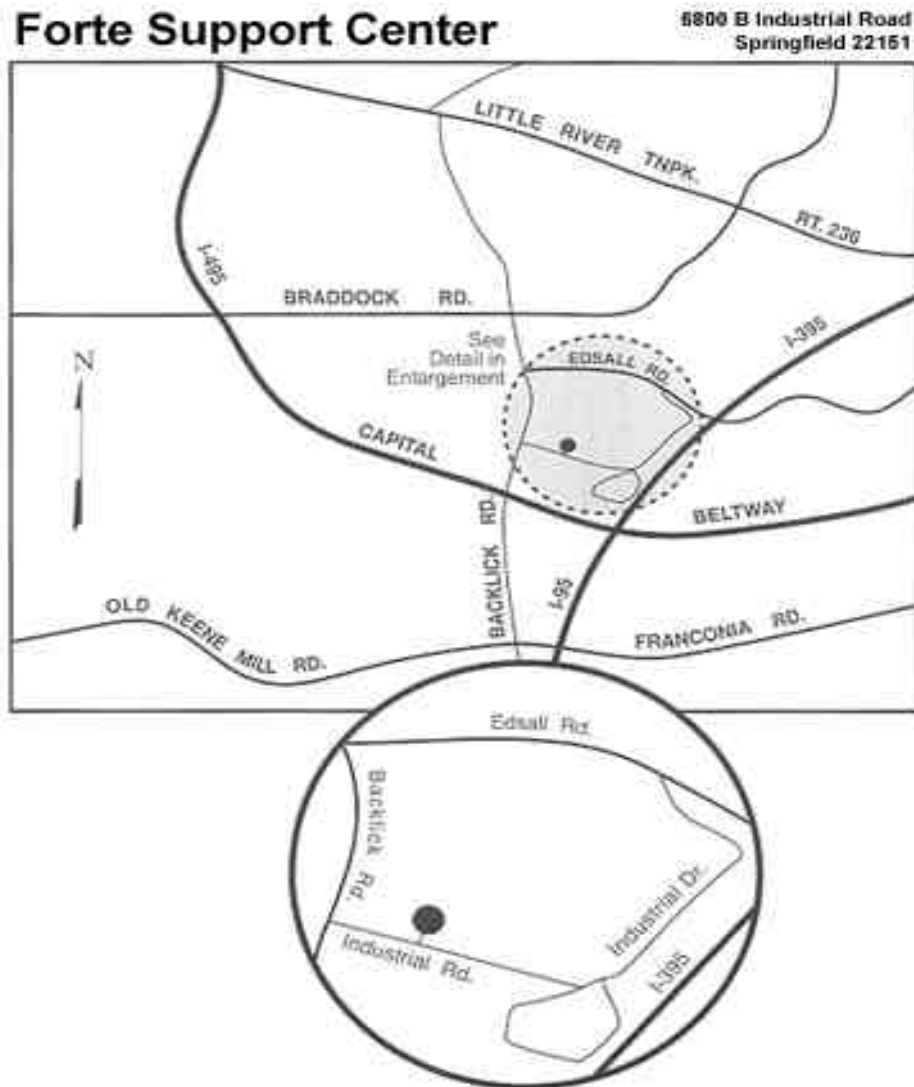 Forte Support Center
6800 B Industrial Road
Springfield 22151
LITTLE RIVER TNPK.
RT. 236
I-495
BRADDOCK RD.
I-395
See
Detail in
Enlargement
EDSALL RD.
N
CAPITAL
BELTWAY
BACKLICK RD.
I-95
OLD KEENE MILL RD.
FRANCONIA RD.
Edsall Rd.
Backlick Rd.
Industrial Dr.
Industrial Rd.
I-395